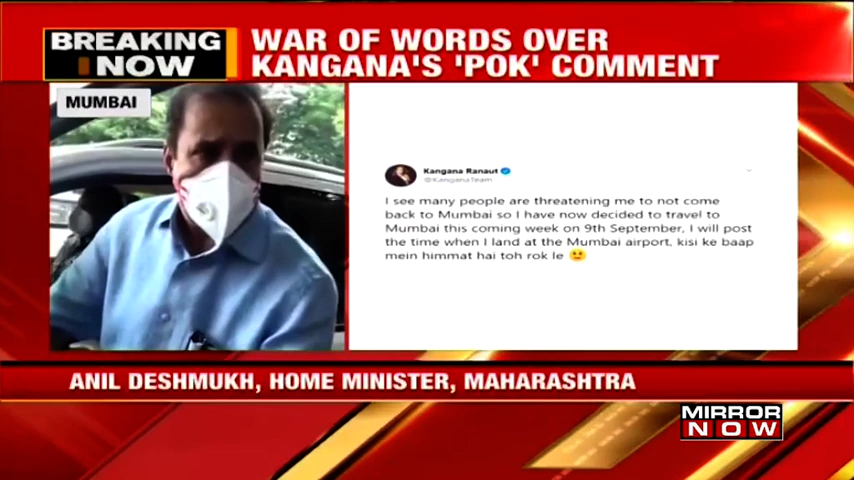 BREAKING NOW
WAR OF WORDS OVER
KANGANA'S 'POK' COMMENT
MUMBAI
Kangana Ranaut
@KanganaTeam
I see many people are threatening me to not come
back to Mumbai so I have now decided to travel to
Mumbai this coming week on 9th September, I will post
the time when I land at the Mumbai airport, kisi ke baap
mein himmat hai toh rok le 🙂
ANIL DESHMUKH, HOME MINISTER, MAHARASHTRA
MIRROR
NOW